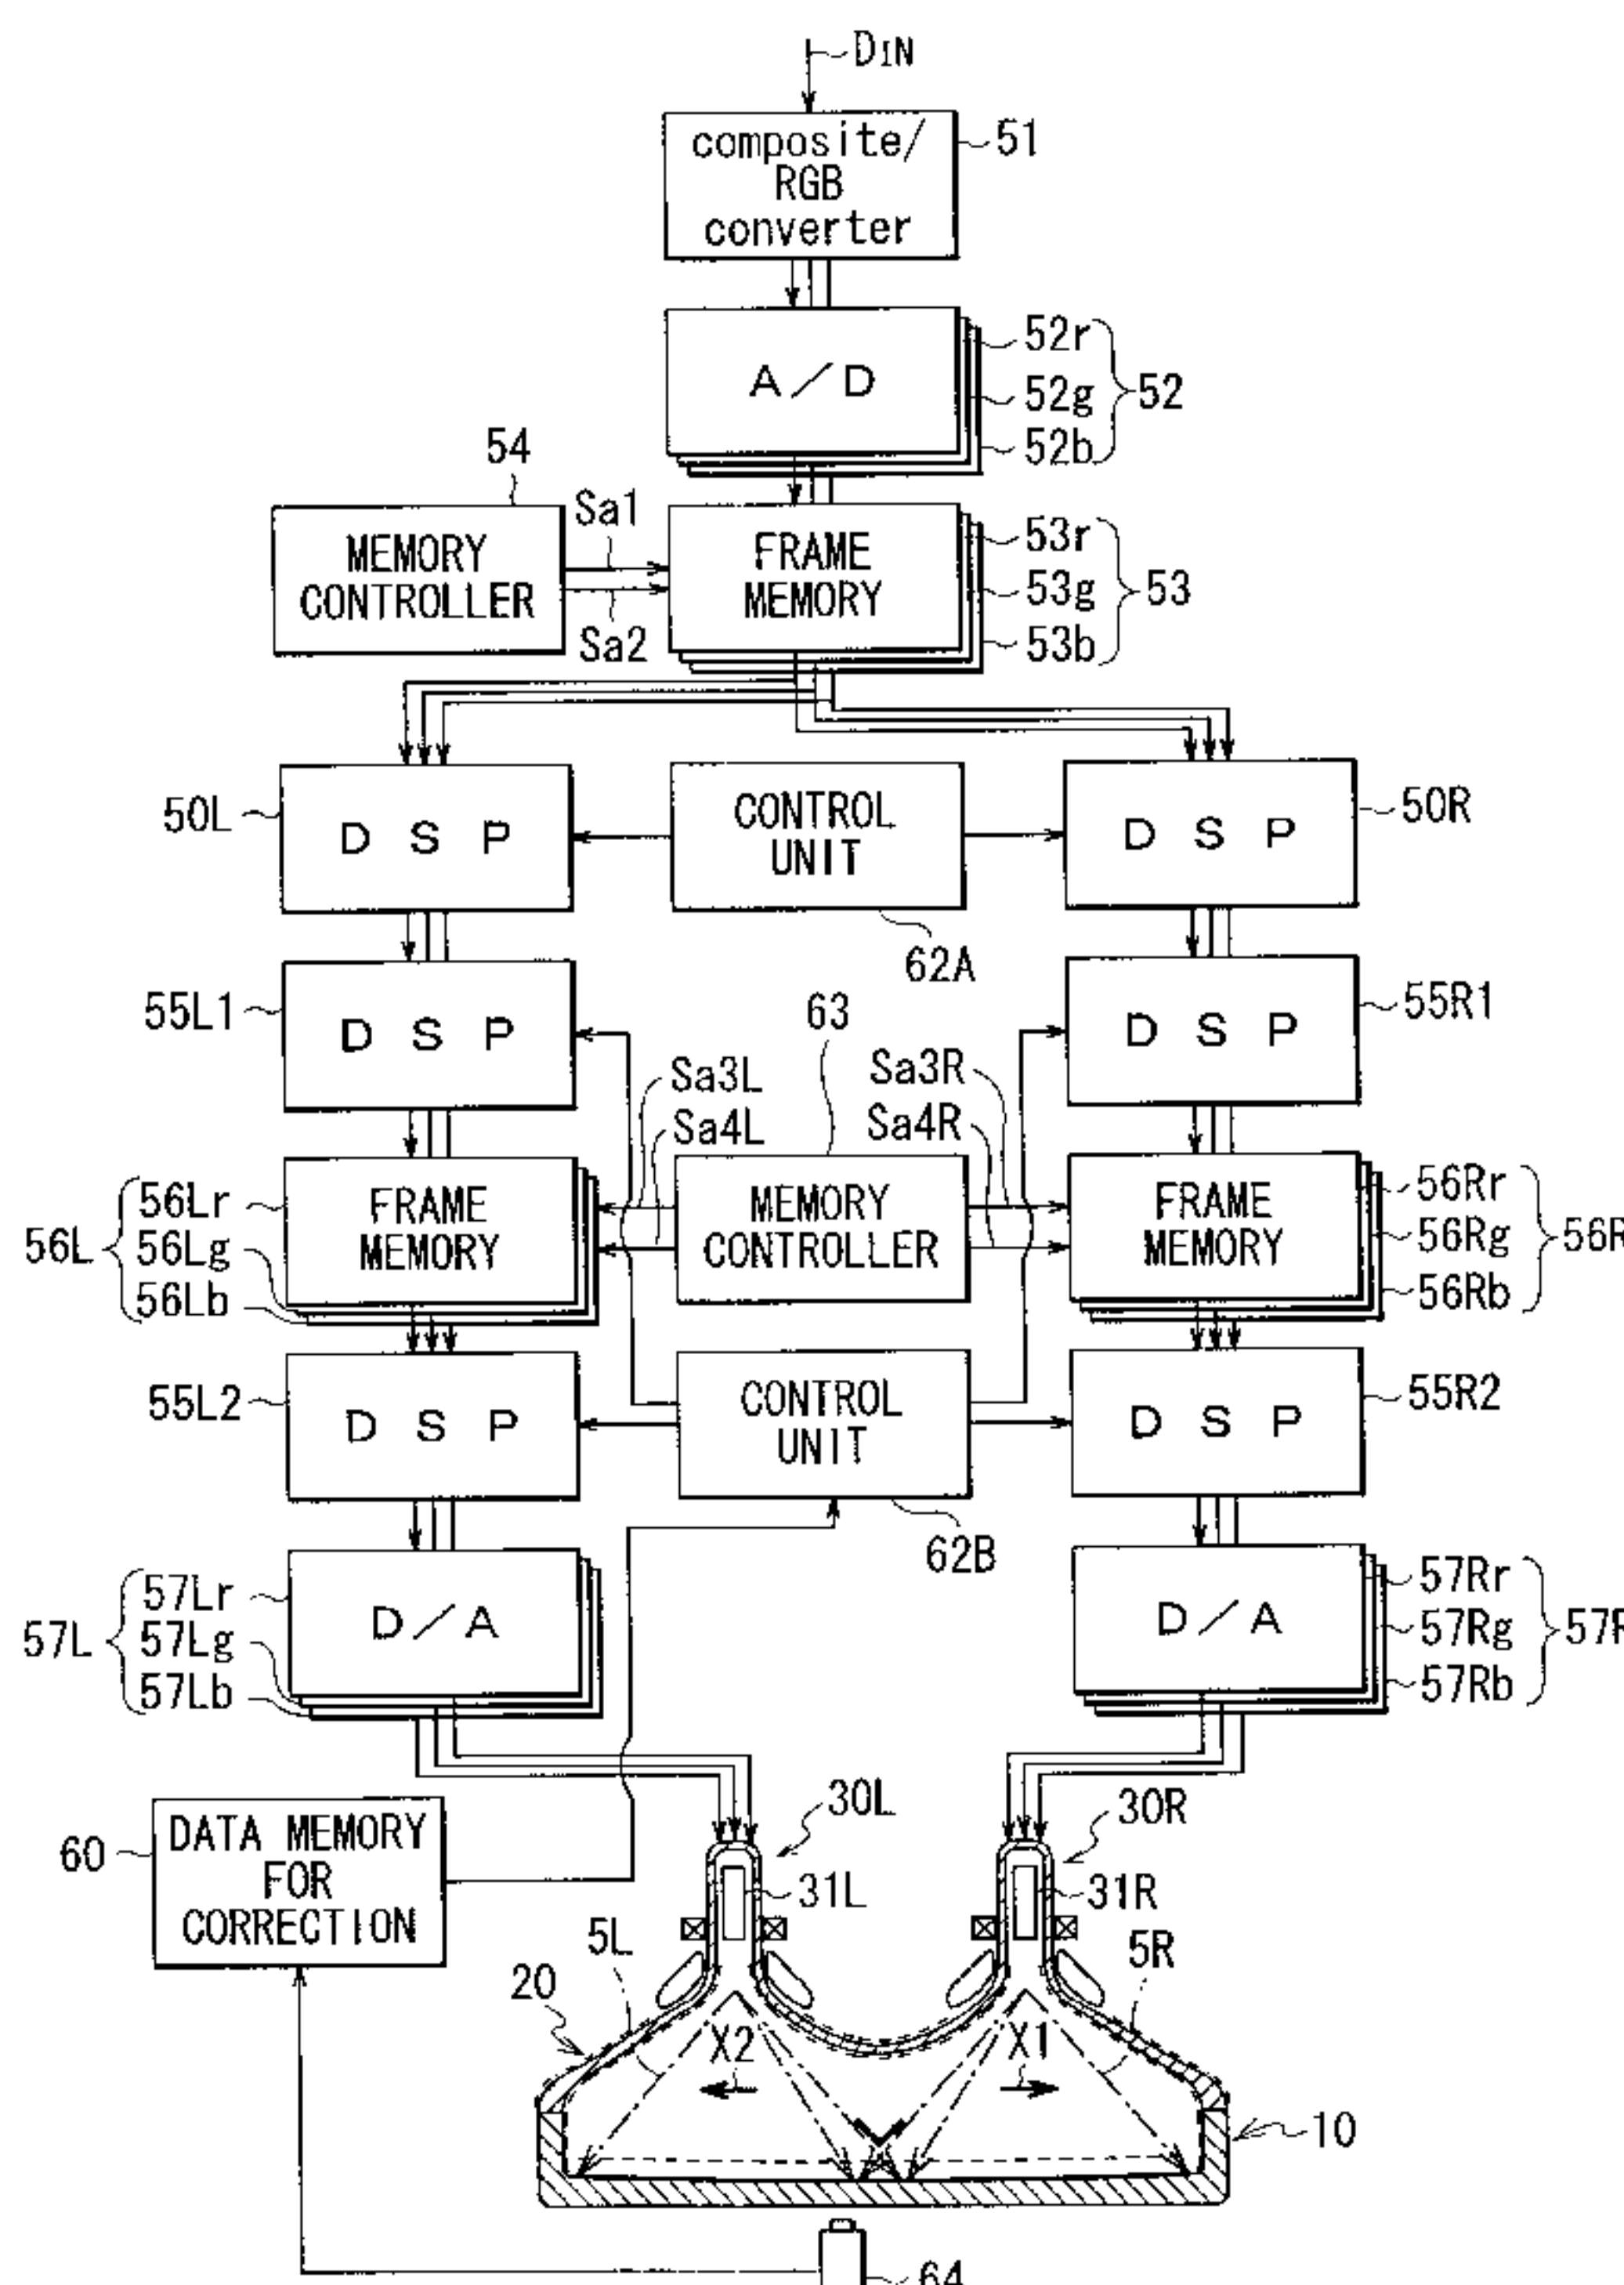 DIN
composite/
RGB
converter
51
A/D
52r
52g
52b
52
54
MEMORY
CONTROLLER
Sa1
Sa2
FRAME
MEMORY
53r
53g
53b
53
50L
D S P
CONTROL
UNIT
62A
D S P
50R
55L1
D S P
63
D S P
55R1
Sa3L
Sa4L
Sa3R
Sa4R
56L
56Lr
56Lg
56Lb
FRAME
MEMORY
MEMORY
CONTROLLER
FRAME
MEMORY
56Rr
56Rg
56Rb
56R
55L2
D S P
CONTROL
UNIT
62B
D S P
55R2
57L
57Lr
57Lg
57Lb
D/A
D/A
57Rr
57Rg
57Rb
57R
60
DATA MEMORY
FOR
CORRECTION
30L
30R
31L
31R
5L
5R
20
X2
X1
10
64